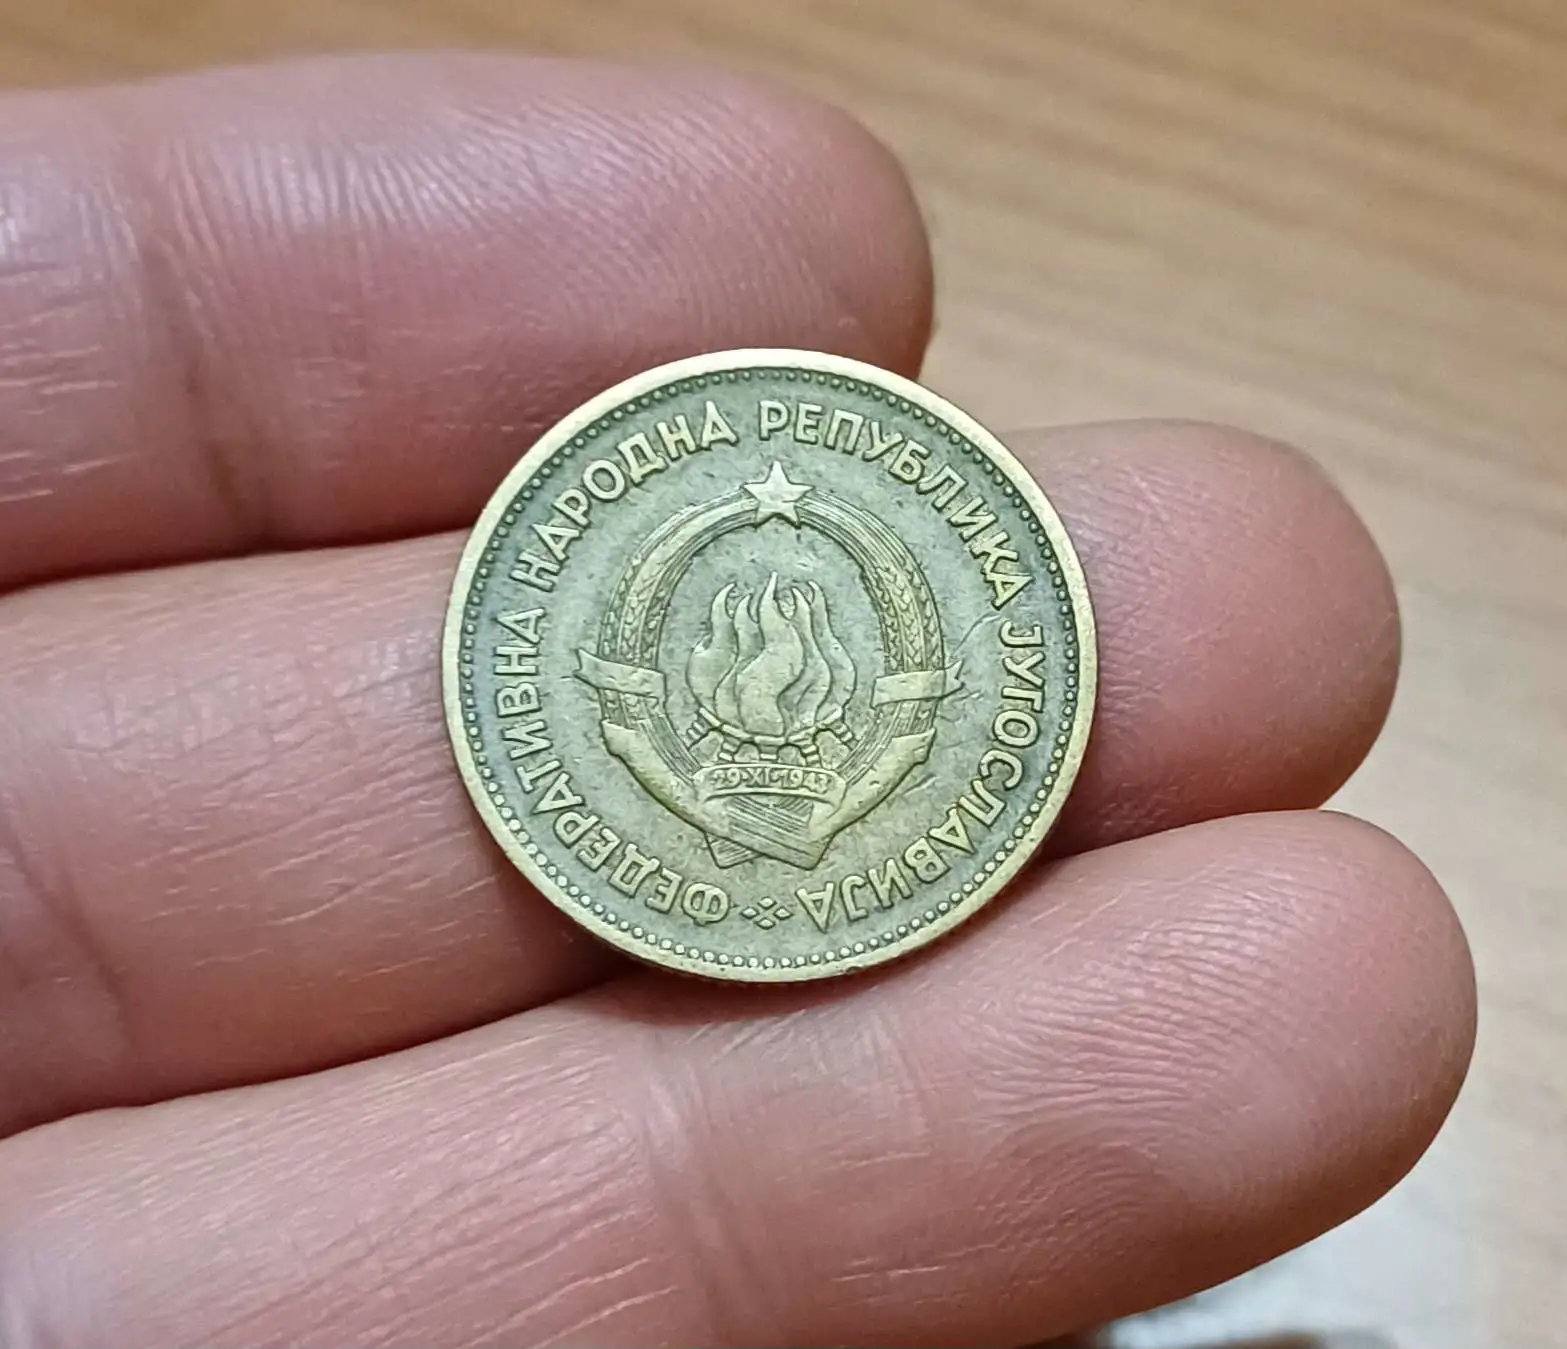 ФЕДЕРАТИВНА НАРОДНА РЕПУБЛИКА ЈУГОСЛАВИЈА
29·XI·1943